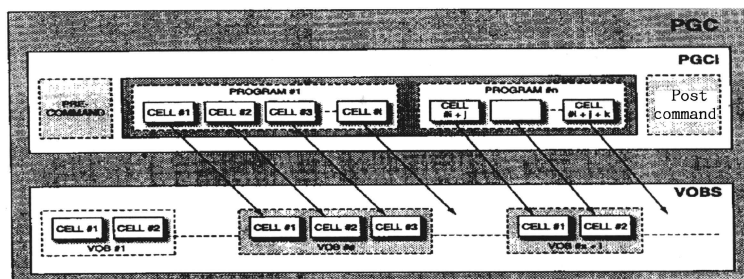 PGC
PGCI
PROGRAM #1
PROGRAM #n
PRE-
COMMAND
CELL #1
CELL #2
CELL #3
CELL #i
CELL
#i + j
CELL
#i + j + k
Post
command
VOBS
CELL #1
CELL #2
VOB #1
CELL #1
CELL #2
CELL #3
CELL #1
CELL #2